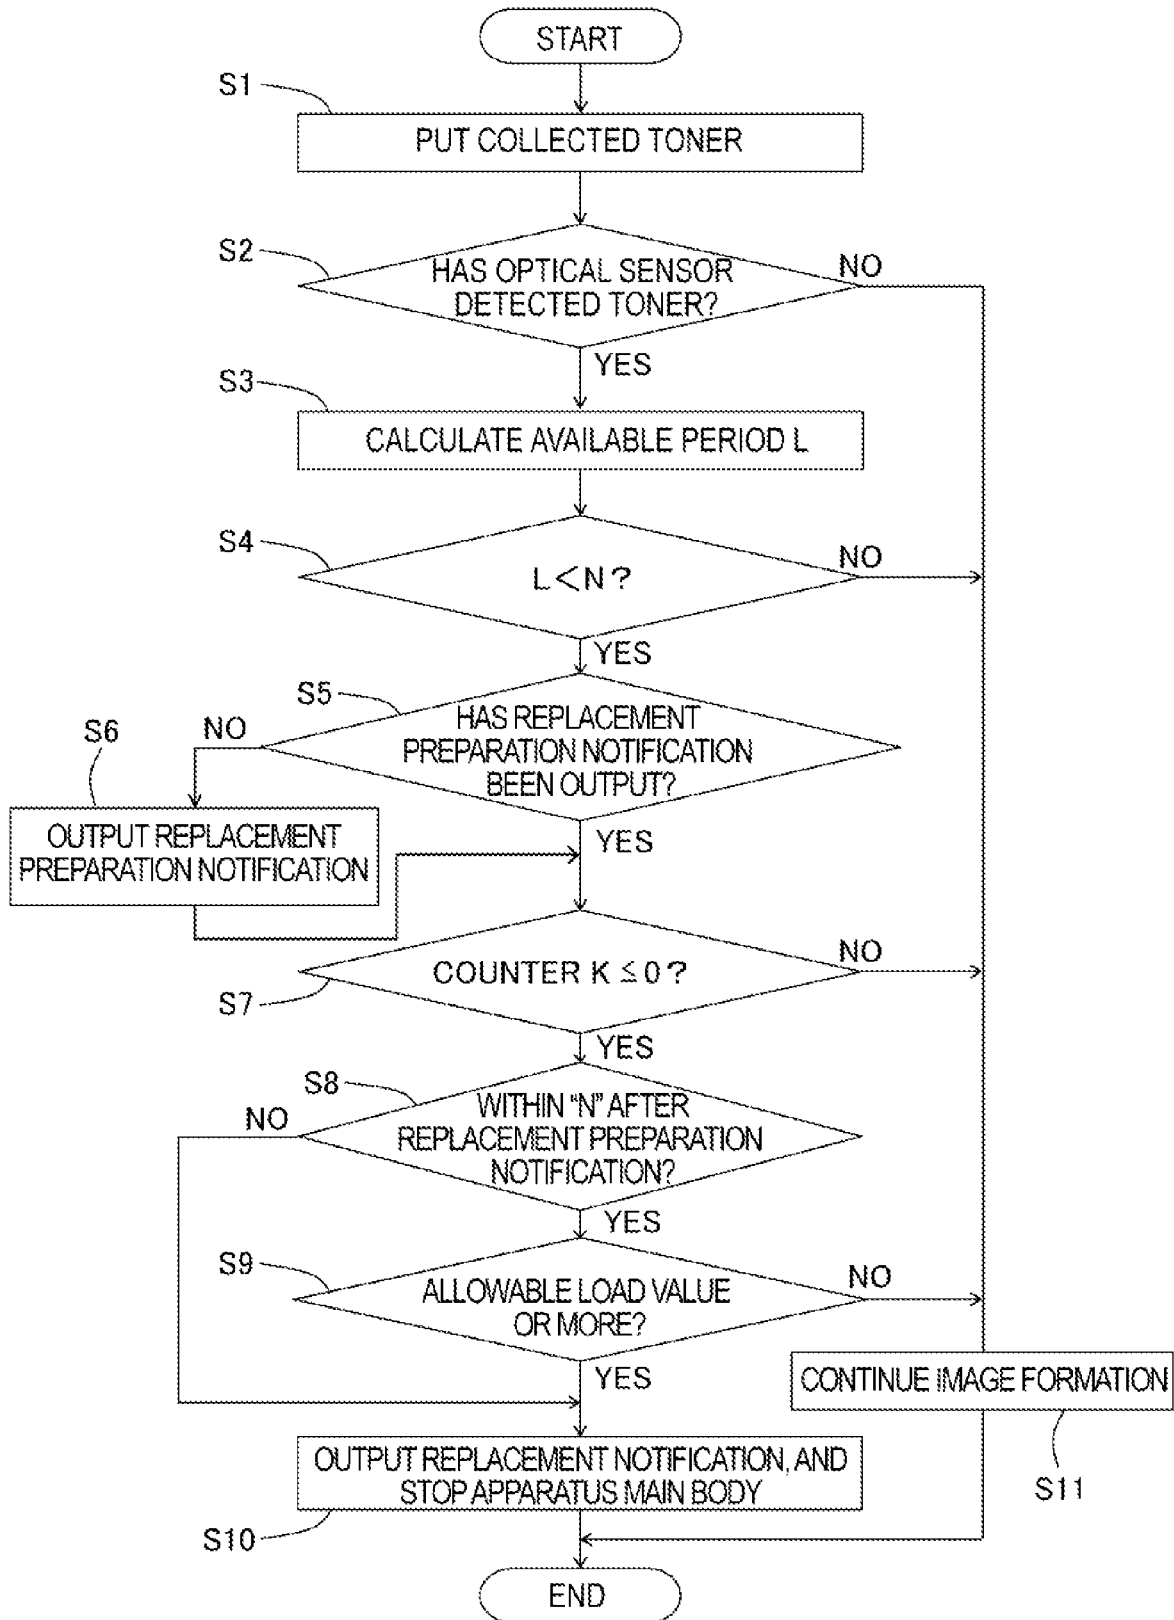 START
S1
PUT COLLECTED TONER
S2
HAS OPTICAL SENSOR
DETECTED TONER?
NO
YES
S3
CALCULATE AVAILABLE PERIOD L
S4
L<N?
NO
YES
S5
HAS REPLACEMENT
PREPARATION NOTIFICATION
BEEN OUTPUT?
NO
S6
OUTPUT REPLACEMENT
PREPARATION NOTIFICATION
YES
COUNTER K ≦ 0?
NO
S7
YES
S8
WITHIN "N" AFTER
REPLACEMENT PREPARATION
NOTIFICATION?
NO
YES
S9
ALLOWABLE LOAD VALUE
OR MORE?
NO
YES
CONTINUE IMAGE FORMATION
S11
OUTPUT REPLACEMENT NOTIFICATION, AND
STOP APPARATUS MAIN BODY
S10
END